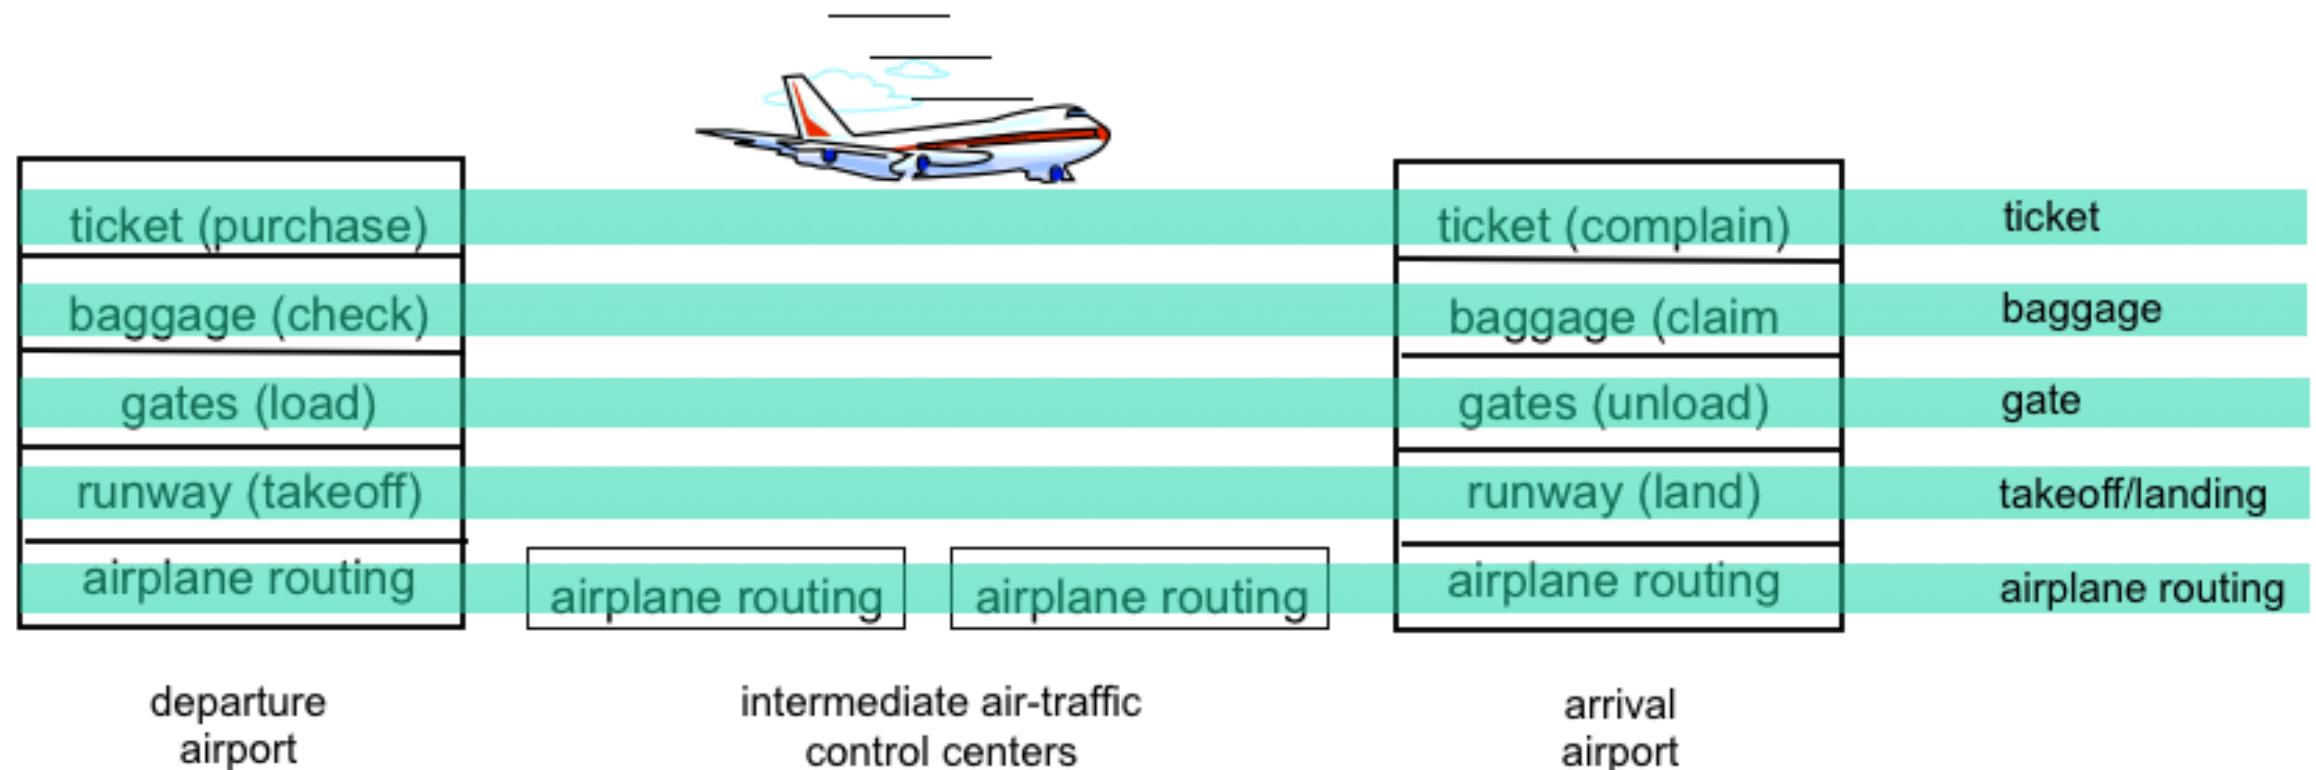 ticket (purchase)
ticket (complain)
ticket
baggage (check)
baggage (claim
baggage
gates (load)
gates (unload)
gate
runway (takeoff)
runway (land)
takeoff/landing
airplane routing
airplane routing
airplane routing
airplane routing
airplane routing
departure
airport
intermediate air-traffic
control centers
arrival
airport